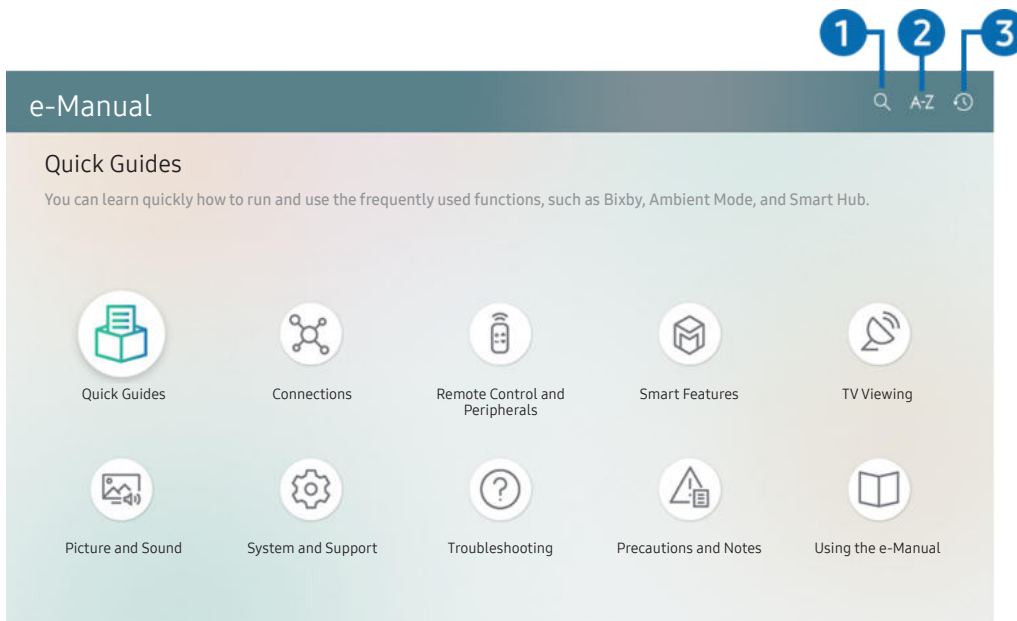 1 2 3
e-Manual
A-Z
Quick Guides
You can learn quickly how to run and use the frequently used functions, such as Bixby, Ambient Mode, and Smart Hub.
Quick Guides
Connections
Remote Control and
Peripherals
Smart Features
TV Viewing
Picture and Sound
System and Support
Troubleshooting
Precautions and Notes
Using the e-Manual